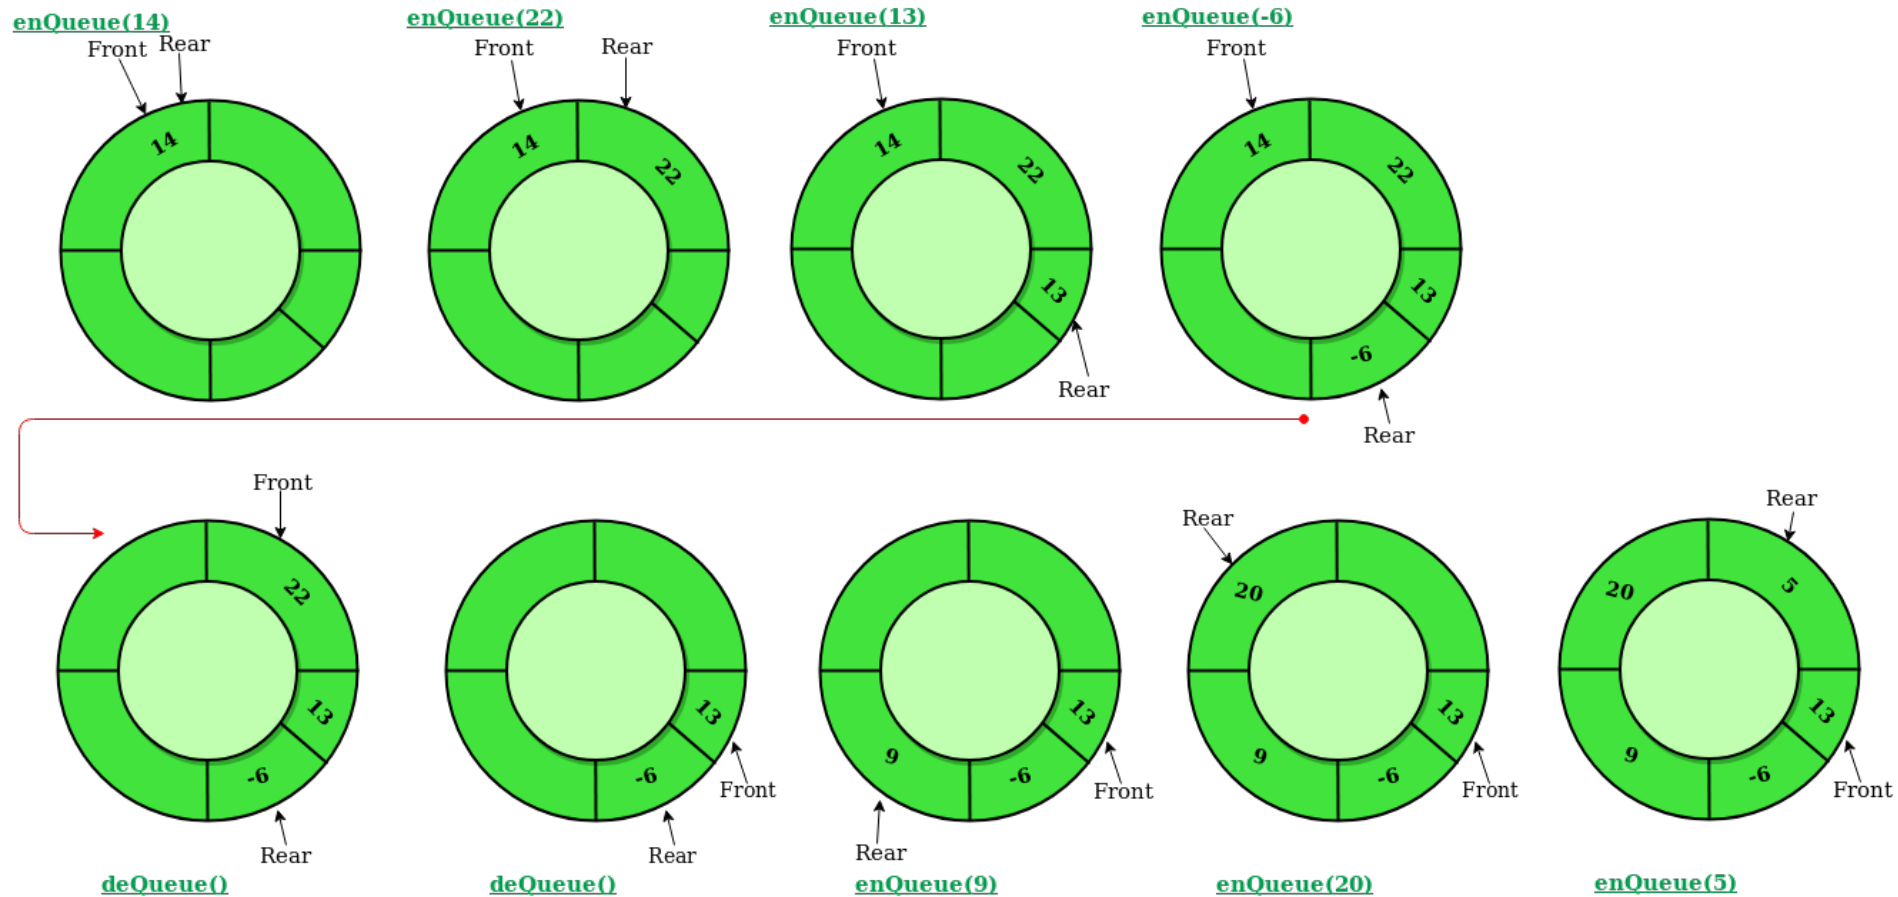 enQueue(14)
Front
Rear
14
enQueue(22)
Front
Rear
14
22
enQueue(13)
Front
14
22
13
Rear
enQueue(-6)
Front
14
22
13
-6
Rear
Front
22
13
-6
Rear
deQueue()
13
-6
Front
Rear
deQueue()
13
9
-6
Front
Rear
enQueue(9)
Rear
20
13
9
-6
Front
enQueue(20)
Rear
20
5
13
9
-6
Front
enQueue(5)